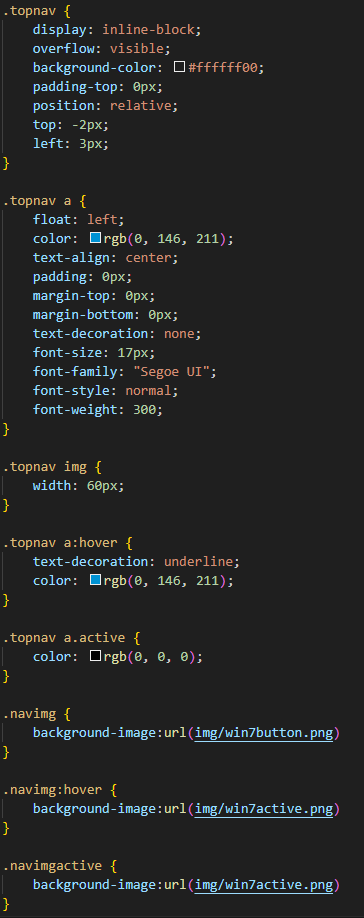 .topnav {
    display: inline-block;
    overflow: visible;
    background-color: #ffffff00;
    padding-top: 0px;
    position: relative;
    top: -2px;
    left: 3px;
}

.topnav a {
    float: left;
    color: rgb(0, 146, 211);
    text-align: center;
    padding: 0px;
    margin-top: 0px;
    margin-bottom: 0px;
    text-decoration: none;
    font-size: 17px;
    font-family: "Segoe UI";
    font-style: normal;
    font-weight: 300;
}

.topnav img {
    width: 60px;
}

.topnav a:hover {
    text-decoration: underline;
    color: rgb(0, 146, 211);
}

.topnav a.active {
    color: rgb(0, 0, 0);
}

.navimg {
    background-image:url(img/win7button.png)
}

.navimg:hover {
    background-image:url(img/win7active.png)
}

.navimgactive {
    background-image:url(img/win7active.png)
}